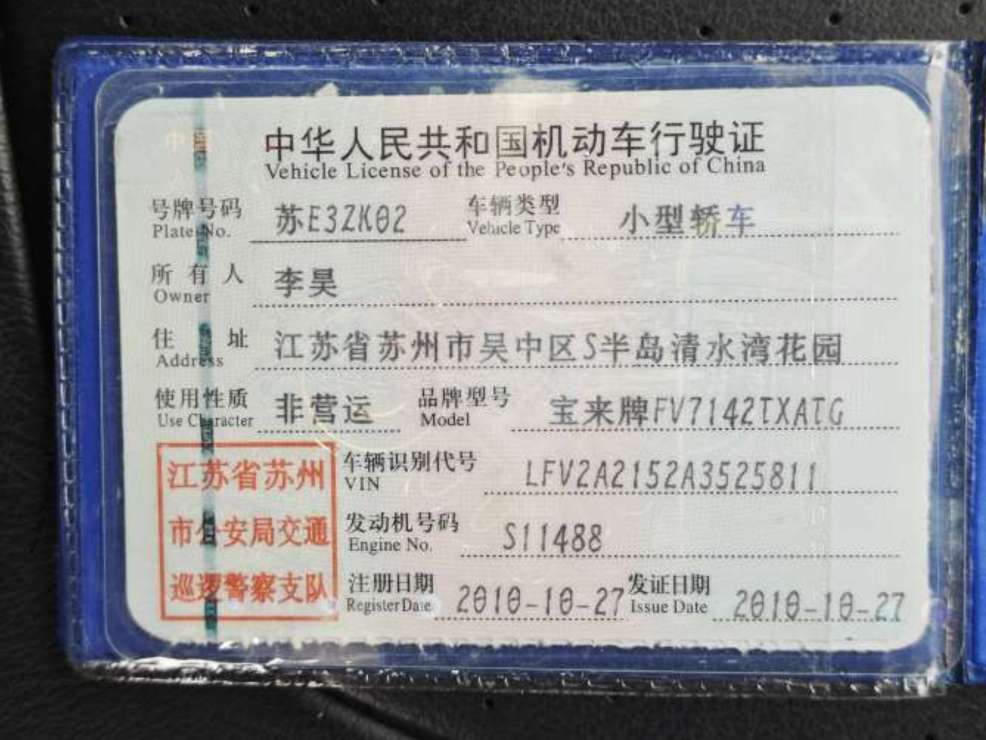 中国
中华人民共和国机动车行驶证
Vehicle License of the People's Republic of China
号牌号码 苏E3ZK02 车辆类型 小型轿车
Plate No. Vehicle Type
所有人 李昊
Owner
住址 江苏省苏州市吴中区S半岛清水湾花园
Address
使用性质 非营运 品牌型号 宝来牌FV7142TXATG
Use Character Model
江苏省苏州 车辆识别代号 LFV2A2152A3525811
VIN
市公安局交通 发动机号码 S11488
Engine No.
巡逻警察支队 注册日期 2010-10-27 发证日期 2010-10-27
Register Date Issue Date